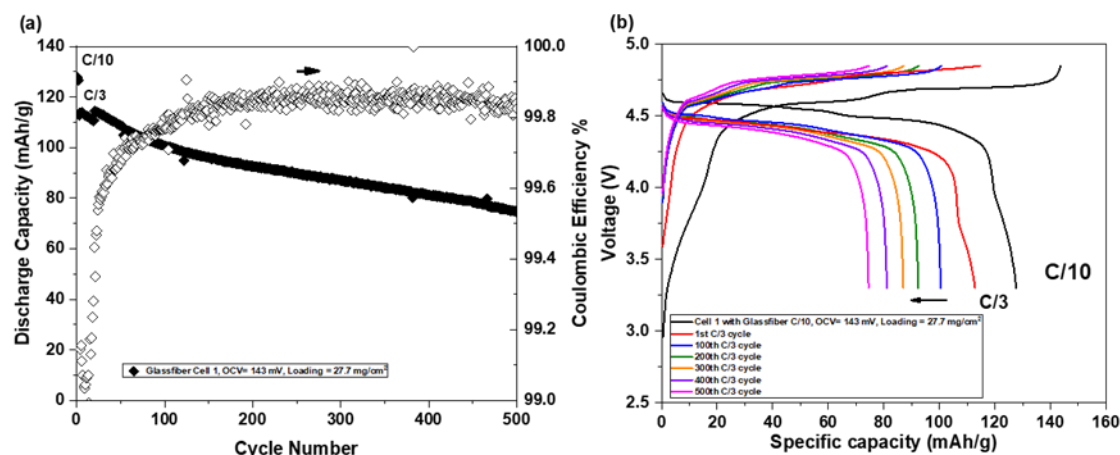 (a)
140
120
100
80
60
40
20
0
Discharge Capacity (mAh/g)
C/10
C/3
Glassfiber Cell 1, OCV= 143 mV, Loading = 27.7 mg/cm²
0 100 200 300 400 500
Cycle Number
100.0
99.8
99.6
99.4
99.2
99.0
Coulombic Efficiency %
(b)
5.0
4.5
4.0
3.5
3.0
2.5
Voltage (V)
C/10
C/3
Cell 1 with Glassfiber C/10, OCV= 143 mV, Loading = 27.7 mg/cm²
1st C/3 cycle
100th C/3 cycle
200th C/3 cycle
300th C/3 cycle
400th C/3 cycle
500th C/3 cycle
0 20 40 60 80 100 120 140 160
Specific capacity (mAh/g)